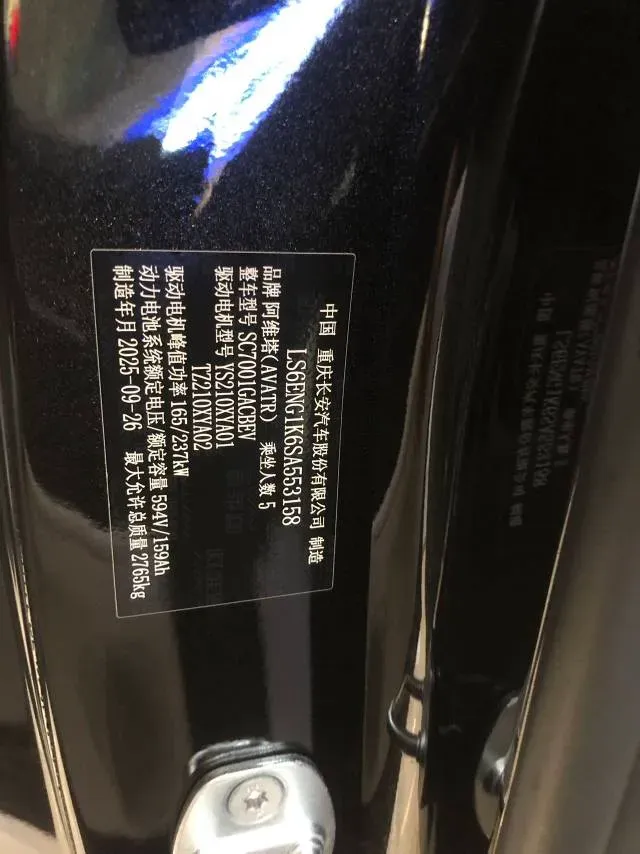 中国 重庆长安汽车股份有限公司 制造
LS6ENG1K6SA553158
品牌 阿维塔(AVATR) 乘坐人数 5
整车型号 SC7001GACBEV
驱动电机型号 YS210XYA01
TZ210XYA02
驱动电机峰值功率 165/237kW
动力电池系统额定电压/额定容量 594V/159Ah
制造年月 2025-09-26 最大允许总质量 2765kg